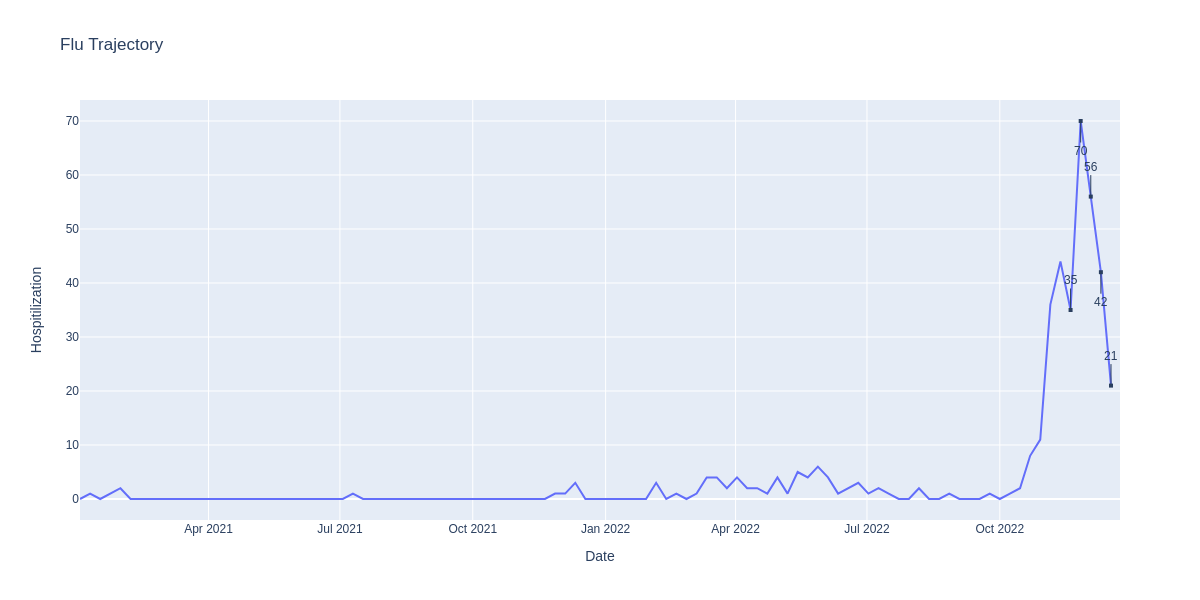 Flu Trajectory
Hospitilization
70
60
50
40
30
20
10
0
70
56
35
42
21
Apr 2021
Jul 2021
Oct 2021
Jan 2022
Apr 2022
Jul 2022
Oct 2022
Date